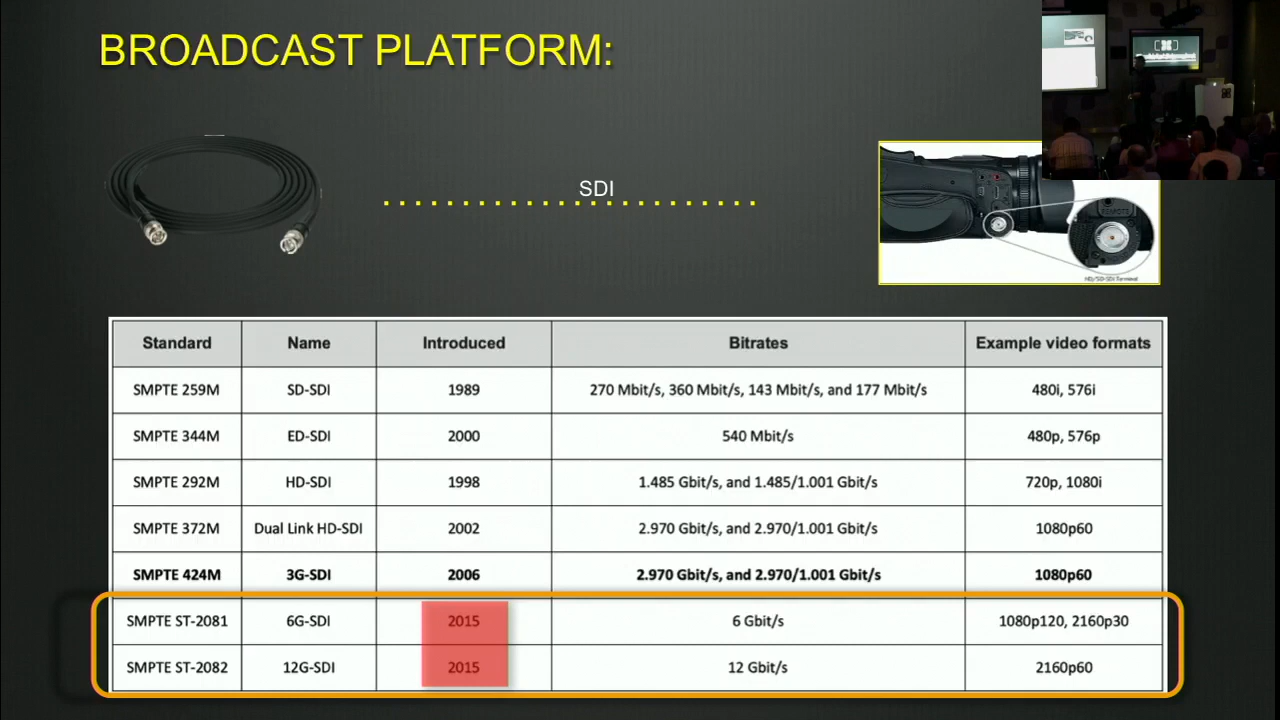 BROADCAST PLATFORM:
SDI
HD/SD-SDI Terminal
Standard Name Introduced Bitrates Example video formats
SMPTE 259M SD-SDI 1989 270 Mbit/s, 360 Mbit/s, 143 Mbit/s, and 177 Mbit/s 480i, 576i
SMPTE 344M ED-SDI 2000 540 Mbit/s 480p, 576p
SMPTE 292M HD-SDI 1998 1.485 Gbit/s, and 1.485/1.001 Gbit/s 720p, 1080i
SMPTE 372M Dual Link HD-SDI 2002 2.970 Gbit/s, and 2.970/1.001 Gbit/s 1080p60
SMPTE 424M 3G-SDI 2006 2.970 Gbit/s, and 2.970/1.001 Gbit/s 1080p60
SMPTE ST-2081 6G-SDI 2015 6 Gbit/s 1080p120, 2160p30
SMPTE ST-2082 12G-SDI 2015 12 Gbit/s 2160p60